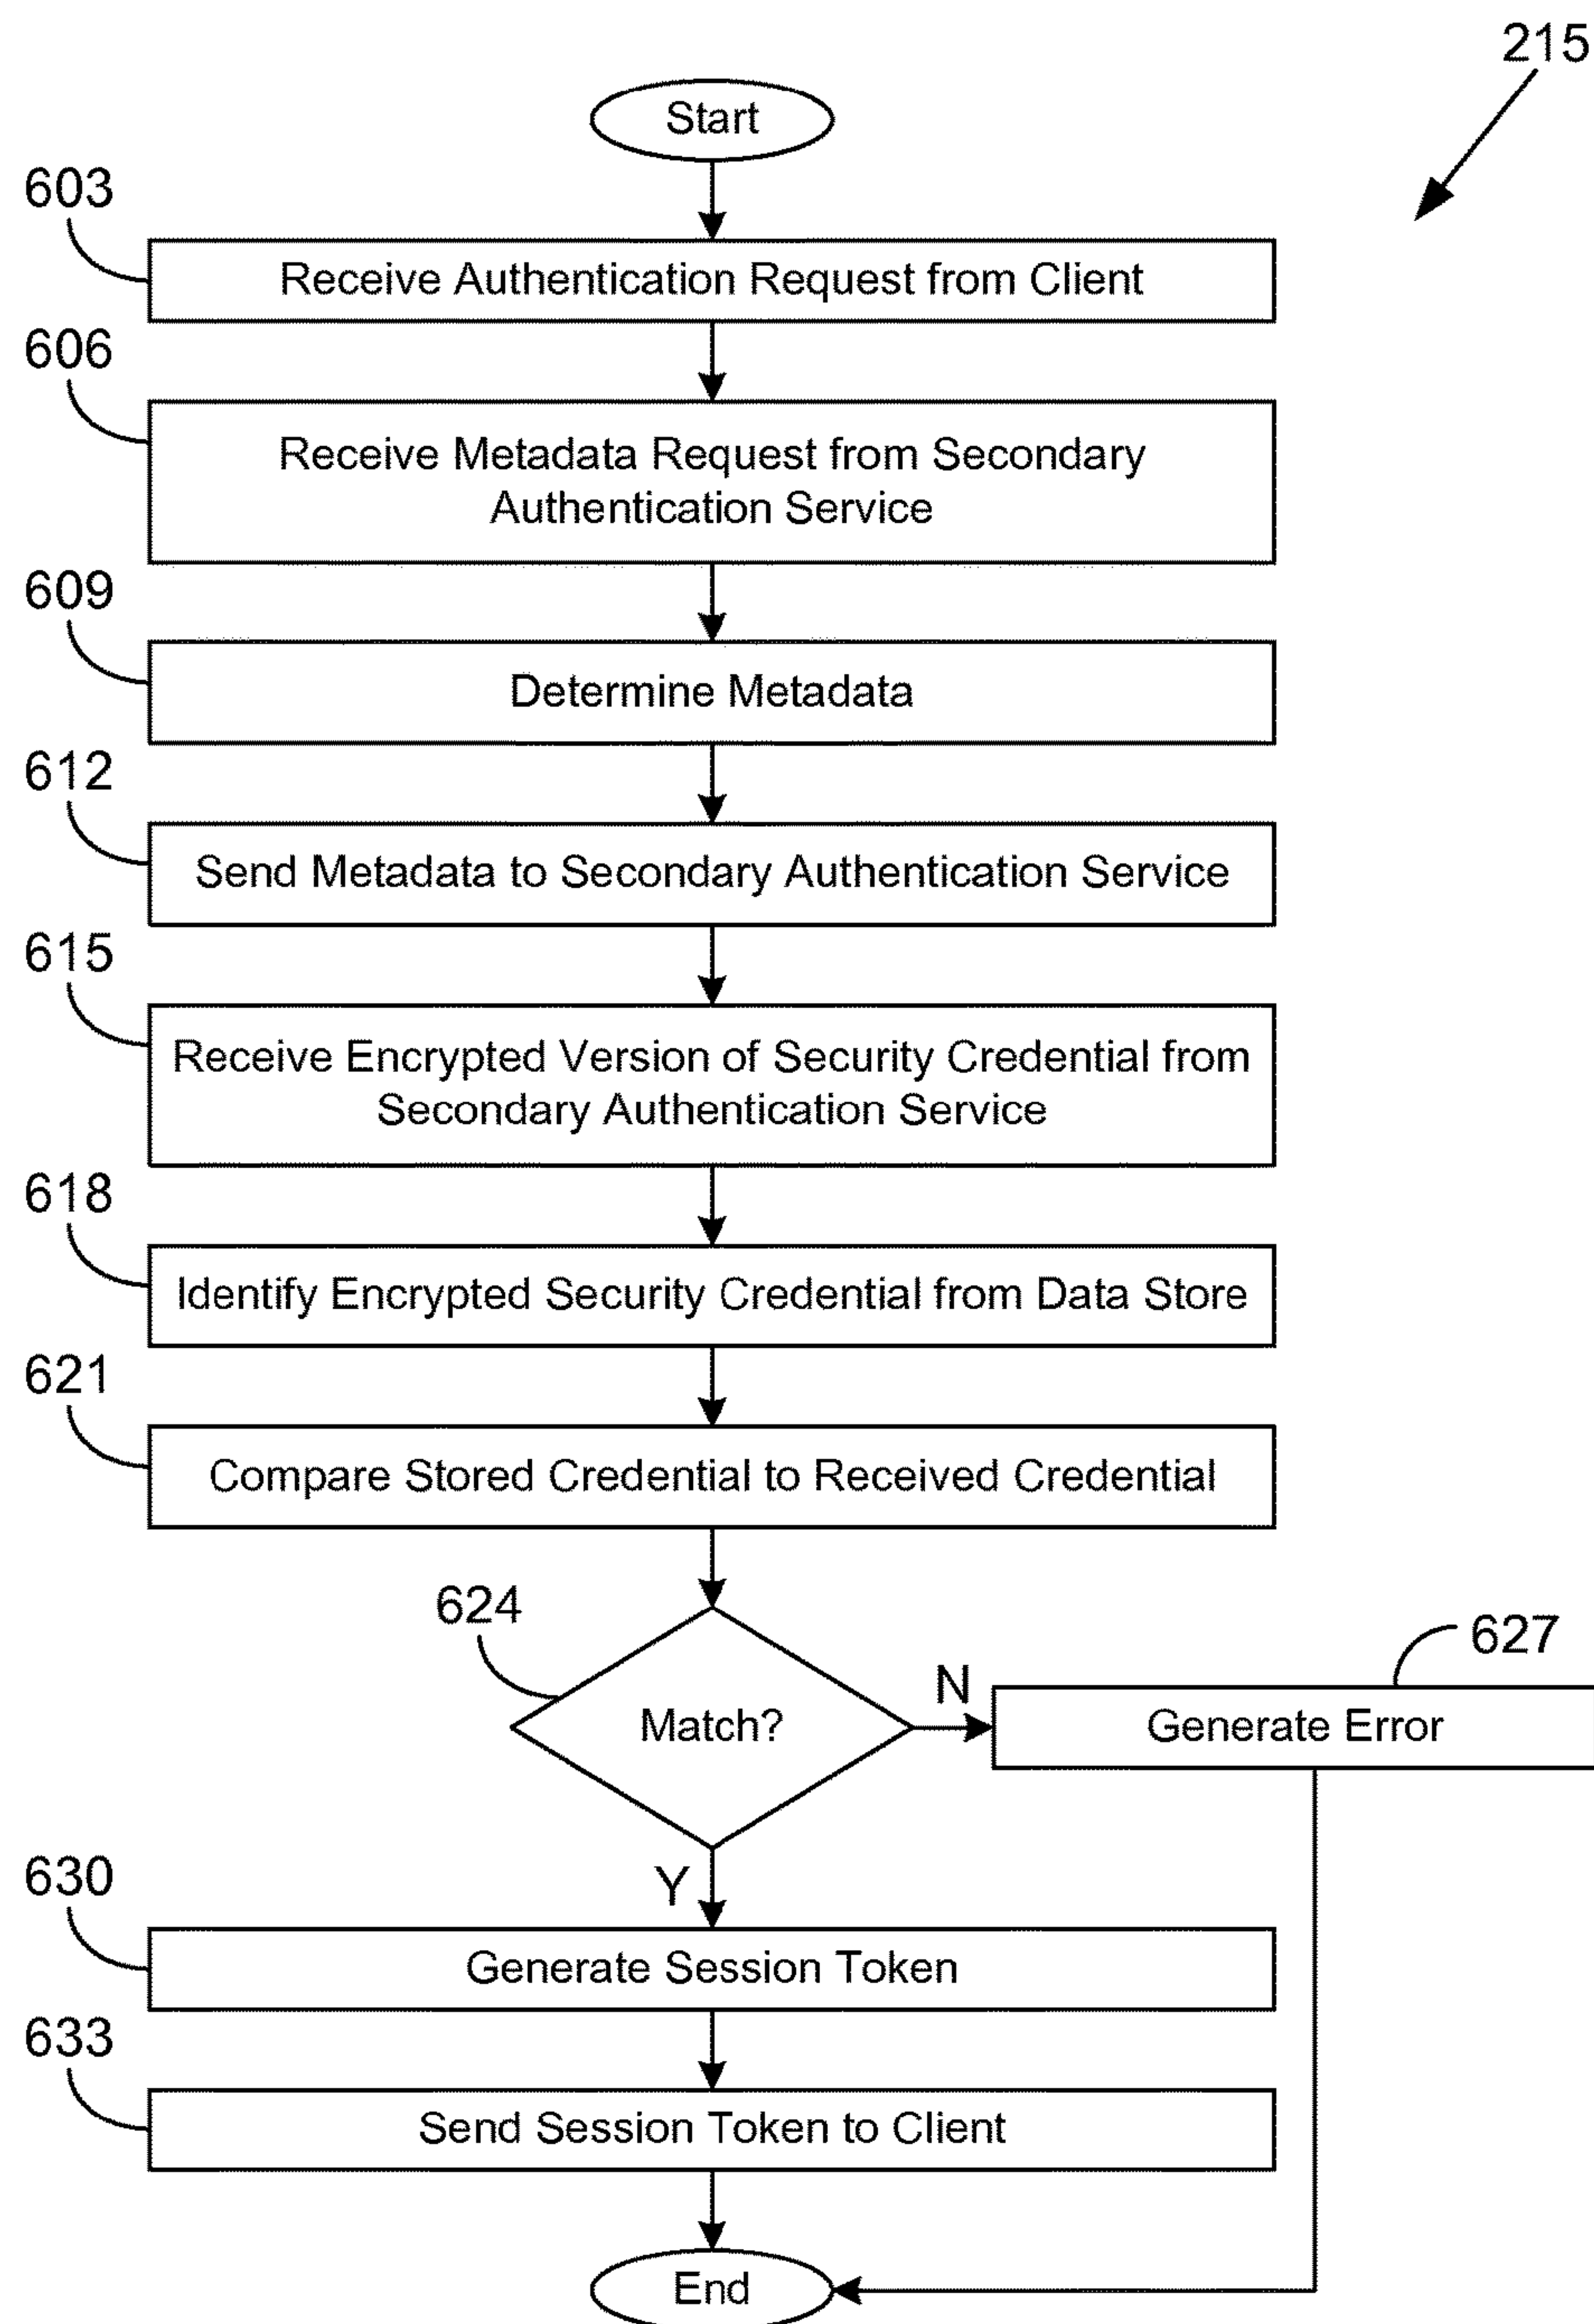 215
Start
603
Receive Authentication Request from Client
606
Receive Metadata Request from Secondary
Authentication Service
609
Determine Metadata
612
Send Metadata to Secondary Authentication Service
615
Receive Encrypted Version of Security Credential from
Secondary Authentication Service
618
Identify Encrypted Security Credential from Data Store
621
Compare Stored Credential to Received Credential
624
Match?
N
627
Generate Error
Y
630
Generate Session Token
633
Send Session Token to Client
End